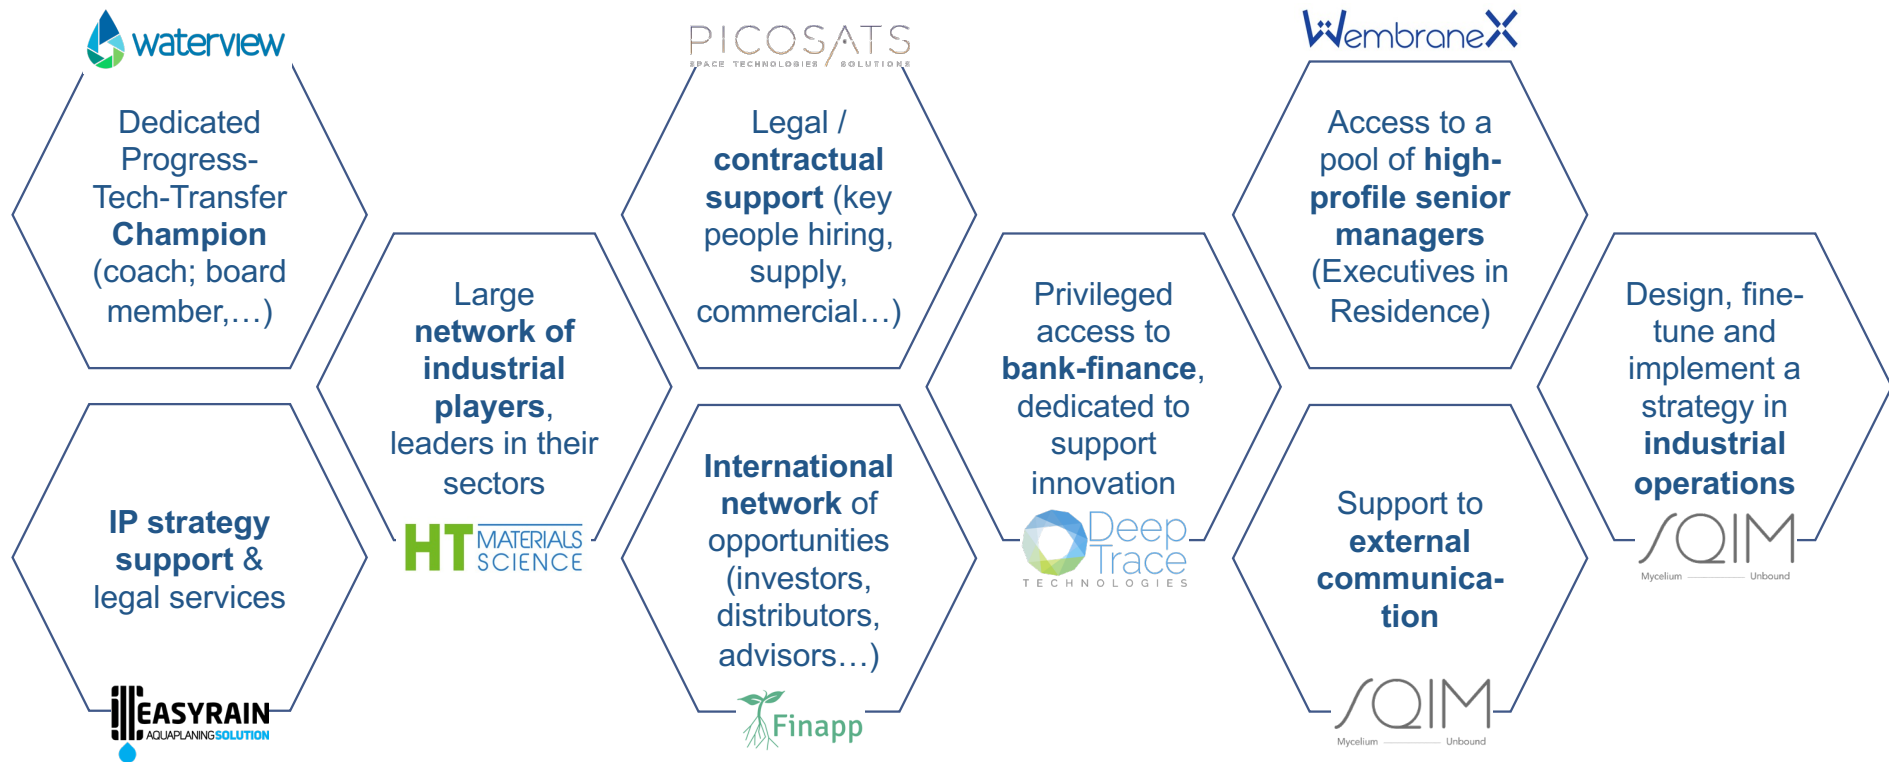 waterview
Dedicated
Progress-
Tech-Transfer
Champion
(coach; board
member,...)
IP strategy
support &
legal services
EASYRAIN
AQUAPLANING SOLUTION
Large
network of
industrial
players,
leaders in their
sectors
HT MATERIALS
SCIENCE
PICOSATS
SPACE TECHNOLOGIES SOLUTIONS
Legal /
contractual
support (key
people hiring,
supply,
commercial...)
International
network of
opportunities
(investors,
distributors,
advisors...)
Finapp
Privileged
access to
bank-finance,
dedicated to
support
innovation
Deep
Trace
TECHNOLOGIES
WembraneX
Access to a
pool of high-
profile senior
managers
(Executives in
Residence)
Support to
external
communica-
tion
SQIM
Mycelium Unbound
Design, fine-
tune and
implement a
strategy in
industrial
operations
SQIM
Mycelium Unbound